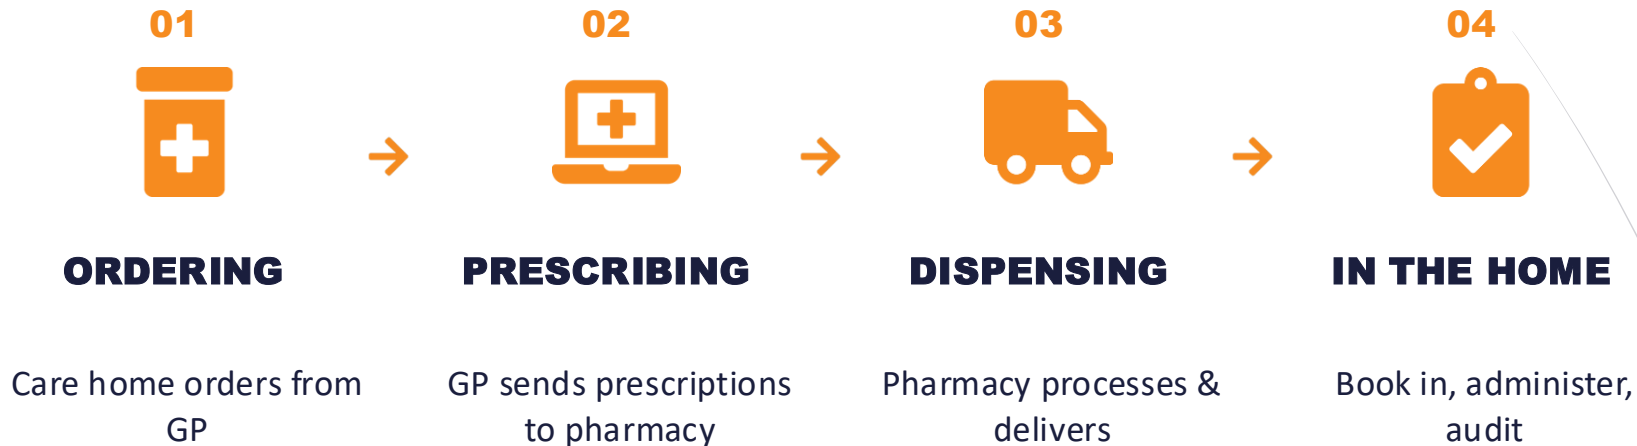 01
02
03
04
ORDERING
PRESCRIBING
DISPENSING
IN THE HOME
Care home orders from
GP
GP sends prescriptions
to pharmacy
Pharmacy processes &
delivers
Book in, administer,
audit